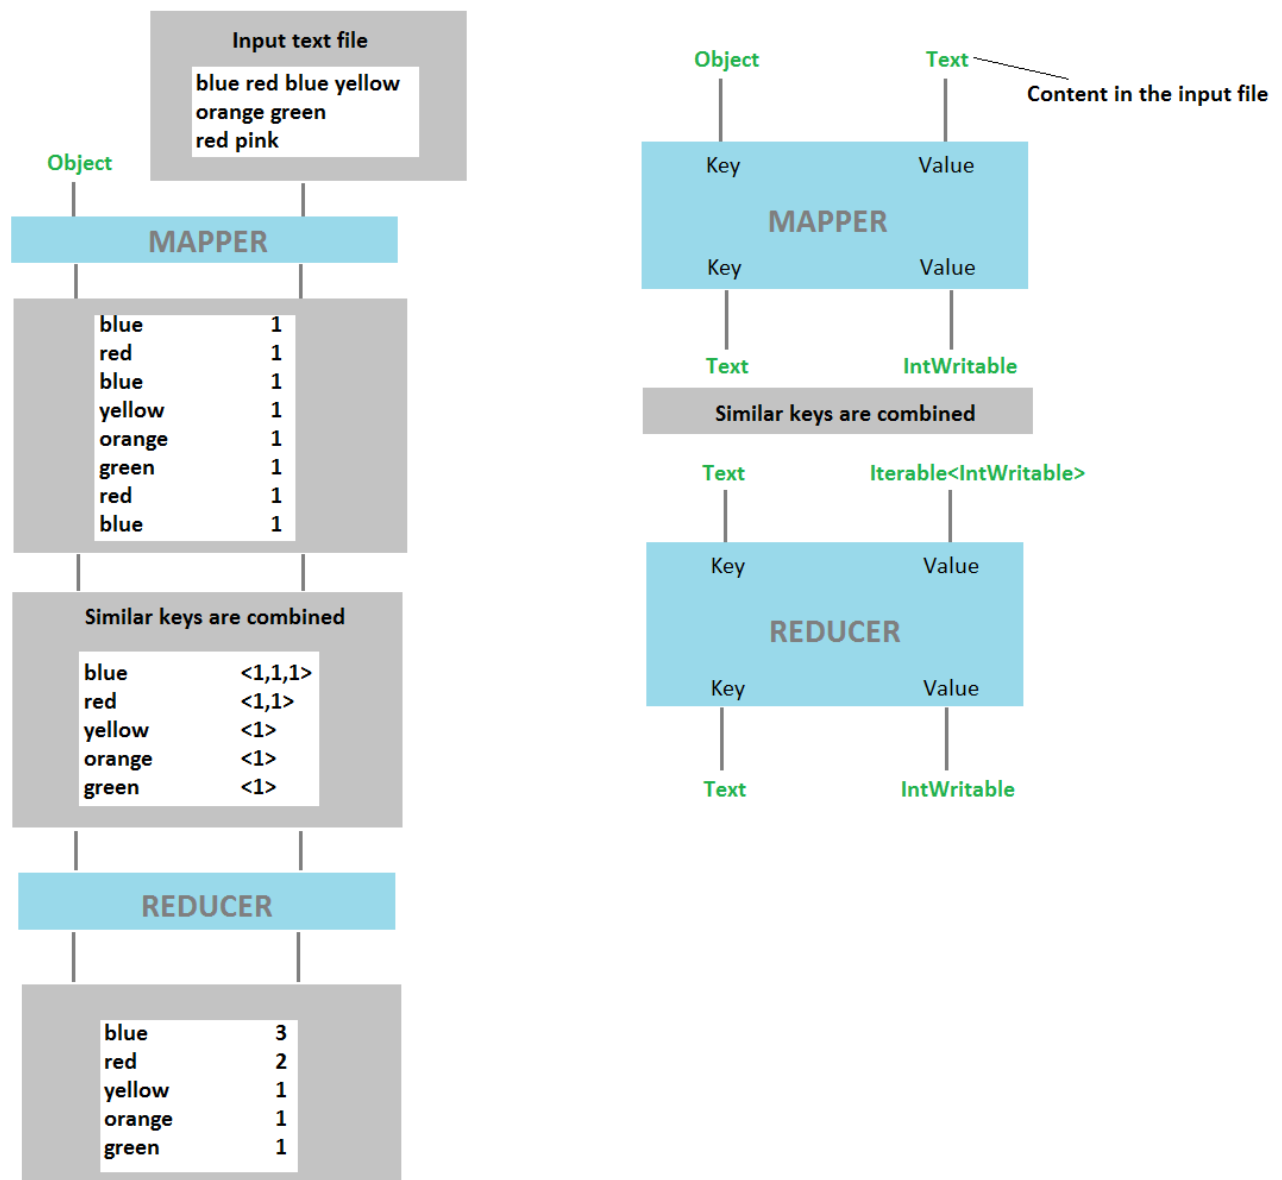 Input text file
blue red blue yellow
orange green
red pink
Object
MAPPER
blue 1
red 1
blue 1
yellow 1
orange 1
green 1
red 1
blue 1
Similar keys are combined
blue <1,1,1>
red <1,1>
yellow <1>
orange <1>
green <1>
REDUCER
blue 3
red 2
yellow 1
orange 1
green 1
Object Text
Content in the input file
Key Value
MAPPER
Key Value
Text IntWritable
Similar keys are combined
Text Iterable<IntWritable>
Key Value
REDUCER
Key Value
Text IntWritable